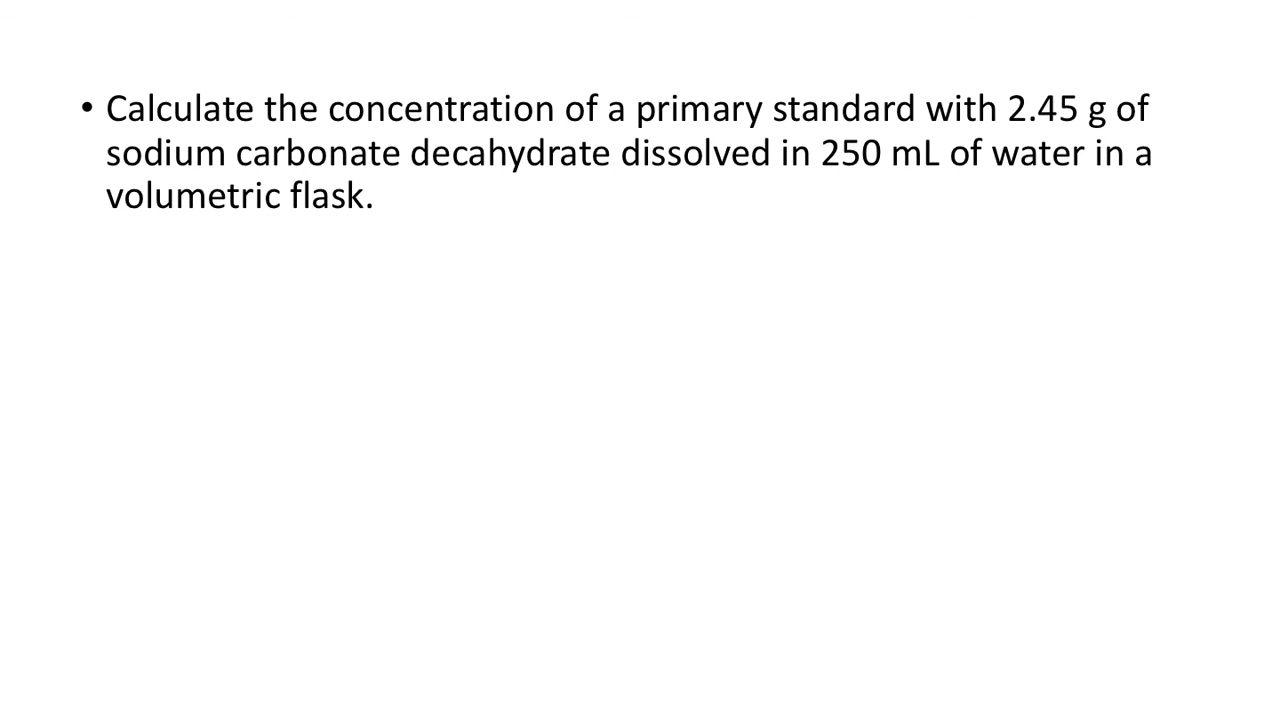 • Calculate the concentration of a primary standard with 2.45 g of
sodium carbonate decahydrate dissolved in 250 mL of water in a
volumetric flask.